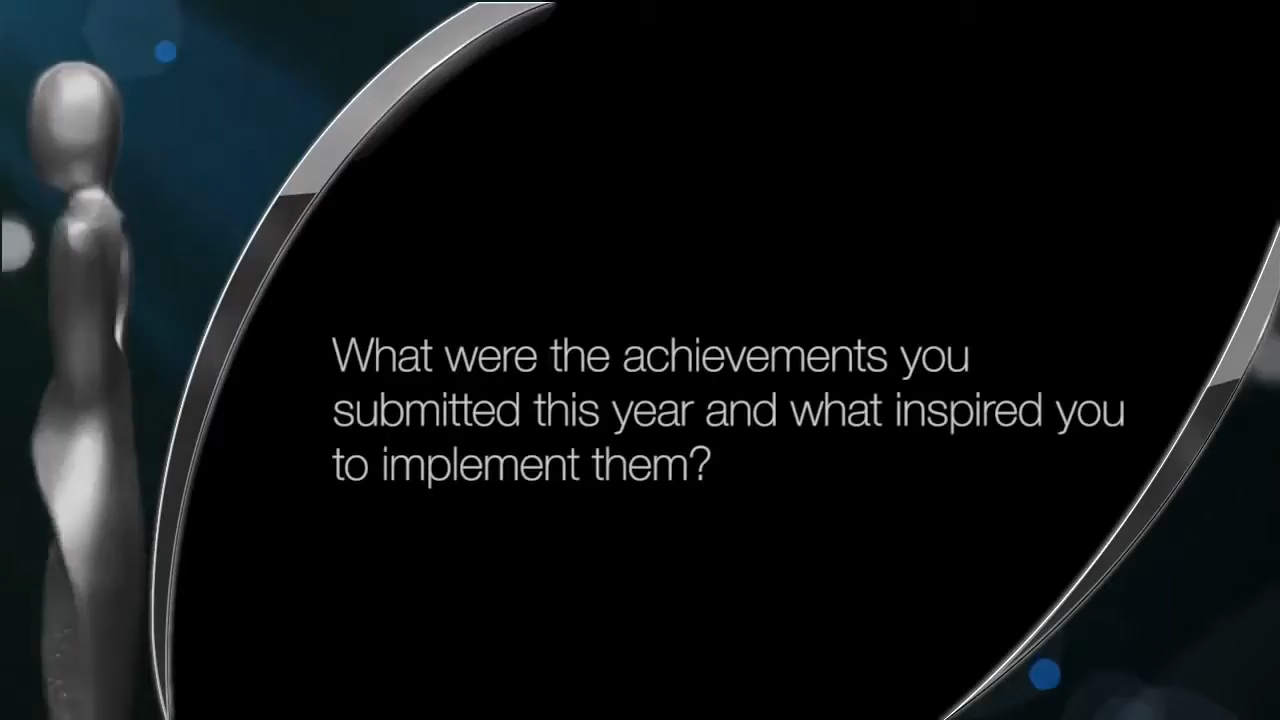 What were the achievements you
submitted this year and what inspired you
to implement them?